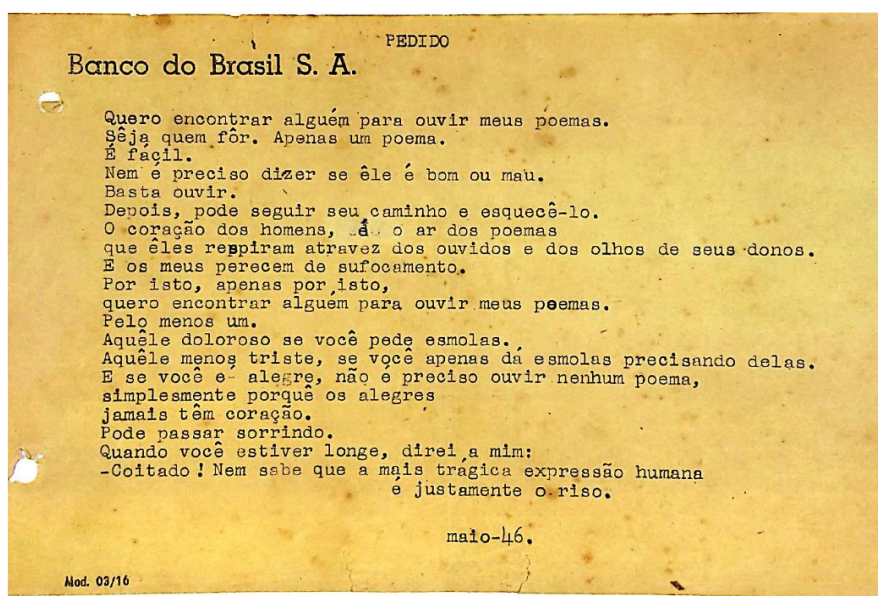 PEDIDO
Banco do Brasil S. A.
Quero encontrar alguém para ouvir meus poemas.
Sêja quem fôr. Apenas um poema.
É fácil.
Nem é preciso dizer se êle é bom ou mau.
Basta ouvir.
Depois, pode seguir seu caminho e esquecê-lo.
O coração dos homens, é o ar dos poemas
que êles respiram atravez dos ouvidos e dos olhos de seus donos.
E os meus perecem de sufocamento.
Por isto, apenas por isto,
quero encontrar alguém para ouvir meus poemas.
Pelo menos um.
Aquêle doloroso se você pede esmolas.
Aquêle menos triste, se você apenas dá esmolas precisando delas.
E se você é alegre, não é preciso ouvir nenhum poema,
simplesmente porquê os alegres
jamais têm coração.
Pode passar sorrindo.
Quando você estiver longe, direi a mim:
-Coitado! Nem sabe que a mais trágica expressão humana
é justamente o riso.
maio-46.
Mod. 03/16